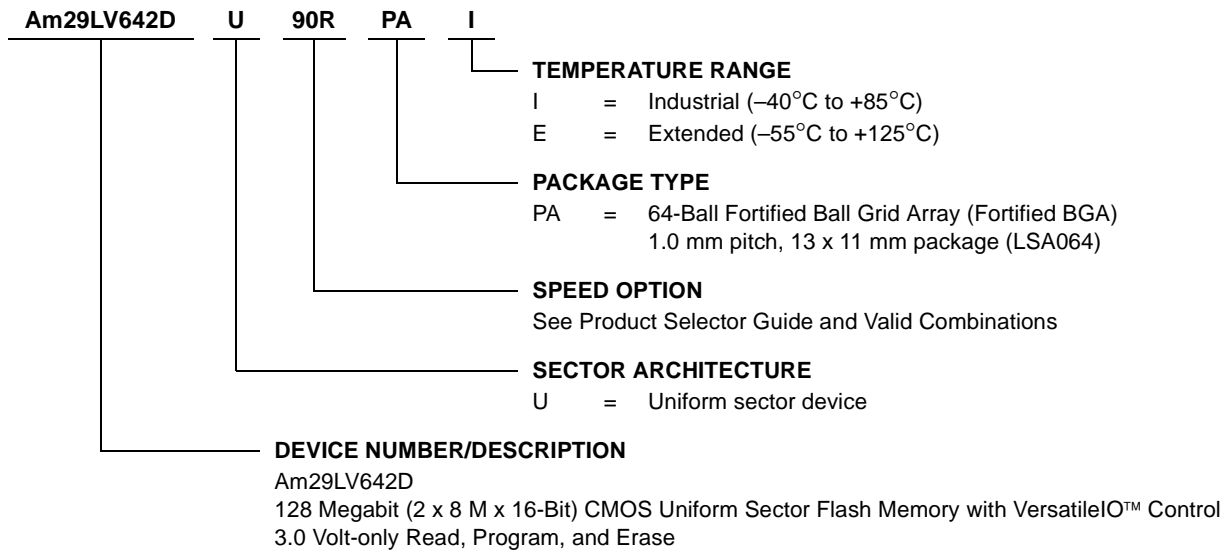 Am29LV642D U 90R PA I
TEMPERATURE RANGE
I = Industrial (–40°C to +85°C)
E = Extended (–55°C to +125°C)
PACKAGE TYPE
PA = 64-Ball Fortified Ball Grid Array (Fortified BGA)
1.0 mm pitch, 13 x 11 mm package (LSA064)
SPEED OPTION
See Product Selector Guide and Valid Combinations
SECTOR ARCHITECTURE
U = Uniform sector device
DEVICE NUMBER/DESCRIPTION
Am29LV642D
128 Megabit (2 x 8 M x 16-Bit) CMOS Uniform Sector Flash Memory with VersatileIO™ Control
3.0 Volt-only Read, Program, and Erase